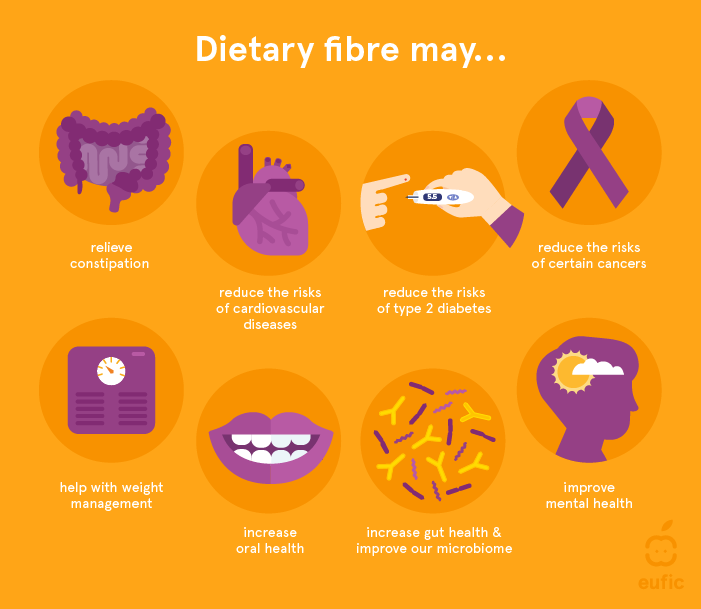 Dietary fibre may...
relieve
constipation
reduce the risks
of cardiovascular
diseases
5.5
reduce the risks
of type 2 diabetes
reduce the risks
of certain cancers
help with weight
management
increase
oral health
increase gut health &
improve our microbiome
improve
mental health
eufic